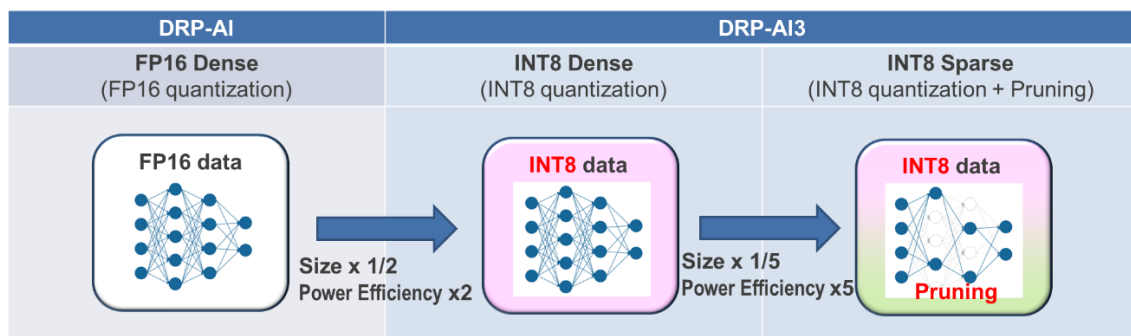 DRP-AI
DRP-AI3
FP16 Dense
(FP16 quantization)
INT8 Dense
(INT8 quantization)
INT8 Sparse
(INT8 quantization + Pruning)
FP16 data
INT8 data
INT8 data
Size x 1/2
Power Efficiency x2
Size x 1/5
Power Efficiency x5
Pruning